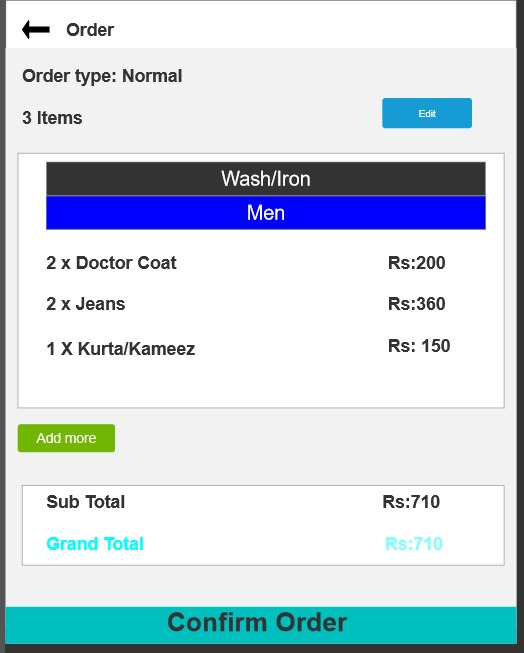 Order
Order type: Normal
3 Items
Edit
Wash/Iron
Men
2 x Doctor Coat Rs:200
2 x Jeans Rs:360
1 X Kurta/Kameez Rs: 150
Add more
Sub Total Rs:710
Grand Total Rs:710
Confirm Order